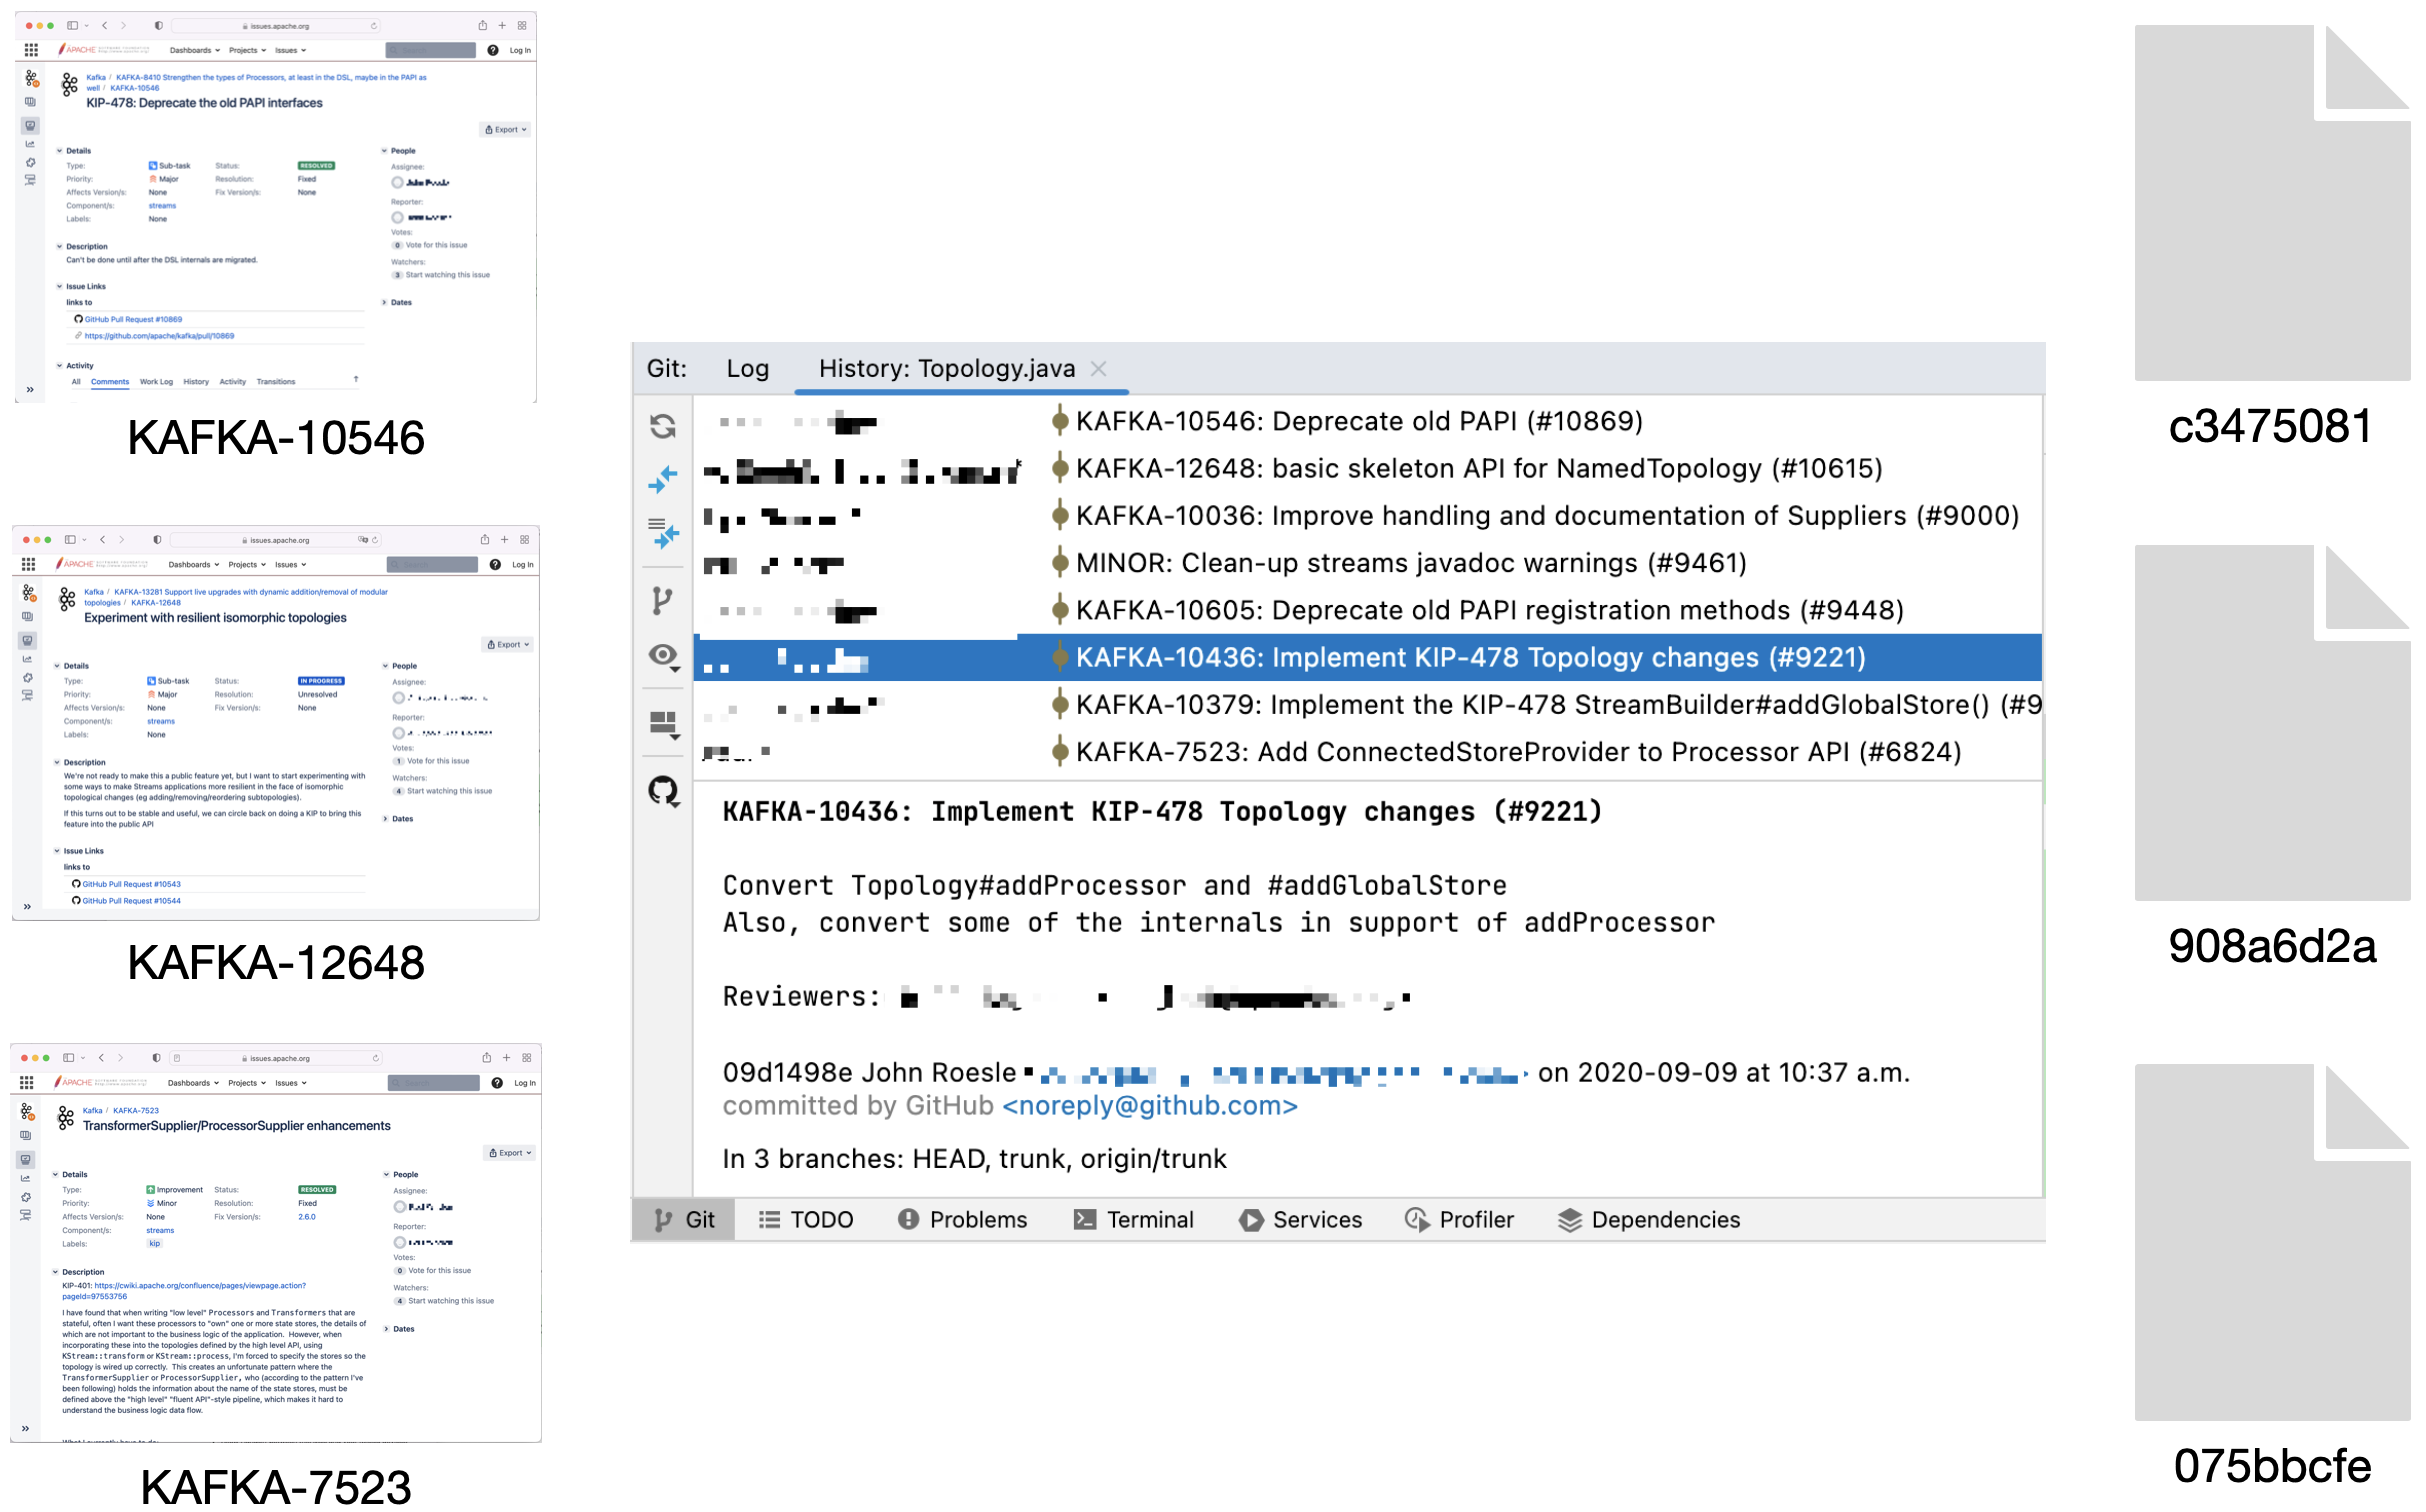 issues.apache.org
APACHE
Dashboards Projects Issues
Search
Log In
Kafka / KAFKA-8410 Strengthen the types of Processors, at least in the DSL, maybe in the PAPI as
well / KAFKA-10546
KIP-478: Deprecate the old PAPI interfaces
Export
Details
Type: Sub-task Status: RESOLVED
Priority: Major Resolution: Fixed
Affects Version/s: None Fix Version/s: None
Component/s: streams
Labels: None
People
Assignee:
Reporter:
Votes:
0 Vote for this issue
Watchers:
3 Start watching this issue
Description
Can't be done until after the DSL internals are migrated.
Issue Links
links to
GitHub Pull Request #10869
https://github.com/apache/kafka/pull/10869
Dates
Activity
All Comments Work Log History Activity Transitions
KAFKA-10546
issues.apache.org
APACHE
Dashboards Projects Issues
Search
Log In
Kafka / KAFKA-13281 Support live upgrades with dynamic addition/removal of modular
topologies / KAFKA-12648
Experiment with resilient isomorphic topologies
Export
Details
Type: Sub-task Status: IN PROGRESS
Priority: Major Resolution: Unresolved
Affects Version/s: None Fix Version/s: None
Component/s: streams
Labels: None
People
Assignee:
Reporter:
Votes:
1 Vote for this issue
Watchers:
4 Start watching this issue
Description
We're not ready to make this a public feature yet, but I want to start experimenting with
some ways to make Streams applications more resilient in the face of isomorphic
topological changes (eg adding/removing/reordering subtopologies).
If this turns out to be stable and useful, we can circle back on doing a KIP to bring this
feature into the public API
Dates
Issue Links
links to
GitHub Pull Request #10543
GitHub Pull Request #10544
KAFKA-12648
issues.apache.org
APACHE
Dashboards Projects Issues
Search
Log In
Kafka / KAFKA-7523
TransformerSupplier/ProcessorSupplier enhancements
Export
Details
Type: Improvement Status: RESOLVED
Priority: Minor Resolution: Fixed
Affects Version/s: None Fix Version/s: 2.6.0
Component/s: streams
Labels: kip
People
Assignee:
Reporter:
Votes:
0 Vote for this issue
Watchers:
4 Start watching this issue
Dates
Description
KIP-401: https://cwiki.apache.org/confluence/pages/viewpage.action?
pageId=97553756
I have found that when writing "low level" Processors and Transformers that are
stateful, often I want these processors to "own" one or more state stores, the details of
which are not important to the business logic of the application. However, when
incorporating these into the topologies defined by the high level API, using
KStream::transform or KStream::process, I'm forced to specify the stores so the
topology is wired up correctly. This creates an unfortunate pattern where the
TransformerSupplier or ProcessorSupplier, who (according to the pattern I've
been following) holds the information about the name of the state stores, must be
defined above the "high level" "fluent API"-style pipeline, which makes it hard to
understand the business logic data flow.
KAFKA-7523
Git: Log History: Topology.java
KAFKA-10546: Deprecate old PAPI (#10869)
KAFKA-12648: basic skeleton API for NamedTopology (#10615)
KAFKA-10036: Improve handling and documentation of Suppliers (#9000)
MINOR: Clean-up streams javadoc warnings (#9461)
KAFKA-10605: Deprecate old PAPI registration methods (#9448)
KAFKA-10436: Implement KIP-478 Topology changes (#9221)
KAFKA-10379: Implement the KIP-478 StreamBuilder#addGlobalStore() (#9
KAFKA-7523: Add ConnectedStoreProvider to Processor API (#6824)
KAFKA-10436: Implement KIP-478 Topology changes (#9221)
Convert Topology#addProcessor and #addGlobalStore
Also, convert some of the internals in support of addProcessor
Reviewers:
09d1498e John Roesle on 2020-09-09 at 10:37 a.m.
committed by GitHub <noreply@github.com>
In 3 branches: HEAD, trunk, origin/trunk
Git TODO Problems Terminal Services Profiler Dependencies
c3475081
908a6d2a
075bbcfe